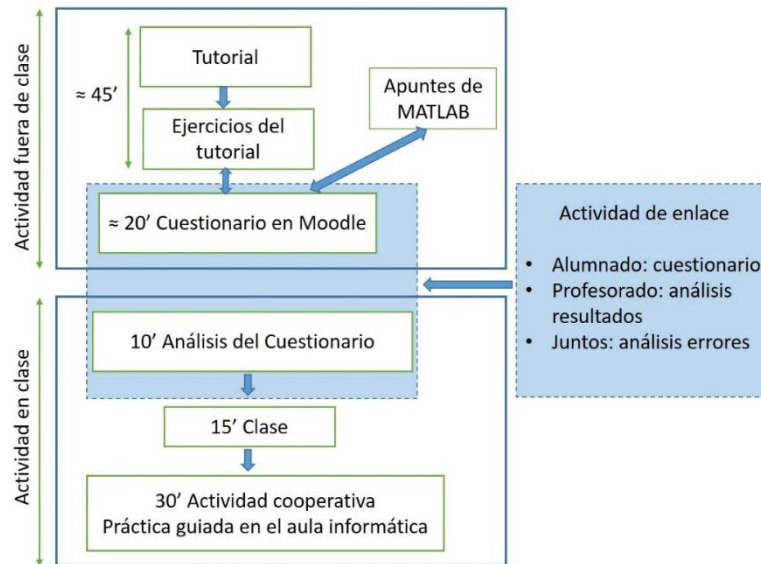 Actividad fuera de clase
≈ 45’
Tutorial
Ejercicios del
tutorial
Apuntes de
MATLAB
≈ 20’ Cuestionario en Moodle
Actividad de enlace
• Alumnado: cuestionario
• Profesorado: análisis
resultados
• Juntos: análisis errores
Actividad en clase
10’ Análisis del Cuestionario
15’ Clase
30’ Actividad cooperativa
Práctica guiada en el aula informática